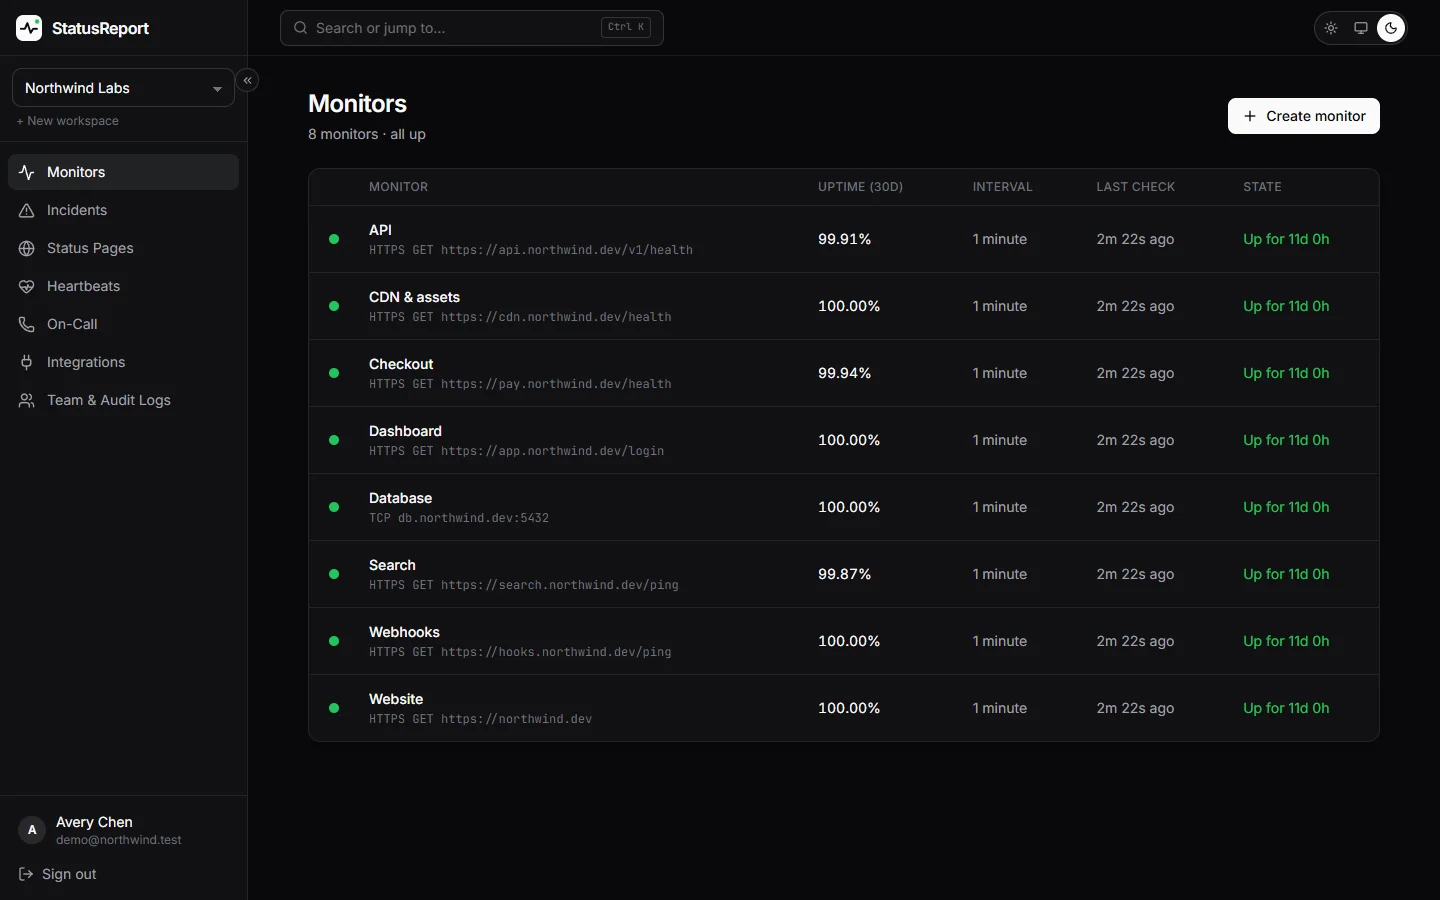 StatusReport
Search or jump to...
Ctrl K
Northwind Labs
+ New workspace
Monitors
Incidents
Status Pages
Heartbeats
On-Call
Integrations
Team & Audit Logs
A
Avery Chen
demo@northwind.test
Sign out
Monitors
8 monitors · all up
+ Create monitor
MONITOR UPTIME (30D) INTERVAL LAST CHECK STATE
API
HTTPS GET https://api.northwind.dev/v1/health
99.91% 1 minute 2m 22s ago Up for 11d 0h
CDN & assets
HTTPS GET https://cdn.northwind.dev/health
100.00% 1 minute 2m 22s ago Up for 11d 0h
Checkout
HTTPS GET https://pay.northwind.dev/health
99.94% 1 minute 2m 22s ago Up for 11d 0h
Dashboard
HTTPS GET https://app.northwind.dev/login
100.00% 1 minute 2m 22s ago Up for 11d 0h
Database
TCP db.northwind.dev:5432
100.00% 1 minute 2m 22s ago Up for 11d 0h
Search
HTTPS GET https://search.northwind.dev/ping
99.87% 1 minute 2m 22s ago Up for 11d 0h
Webhooks
HTTPS GET https://hooks.northwind.dev/ping
100.00% 1 minute 2m 22s ago Up for 11d 0h
Website
HTTPS GET https://northwind.dev
100.00% 1 minute 2m 22s ago Up for 11d 0h